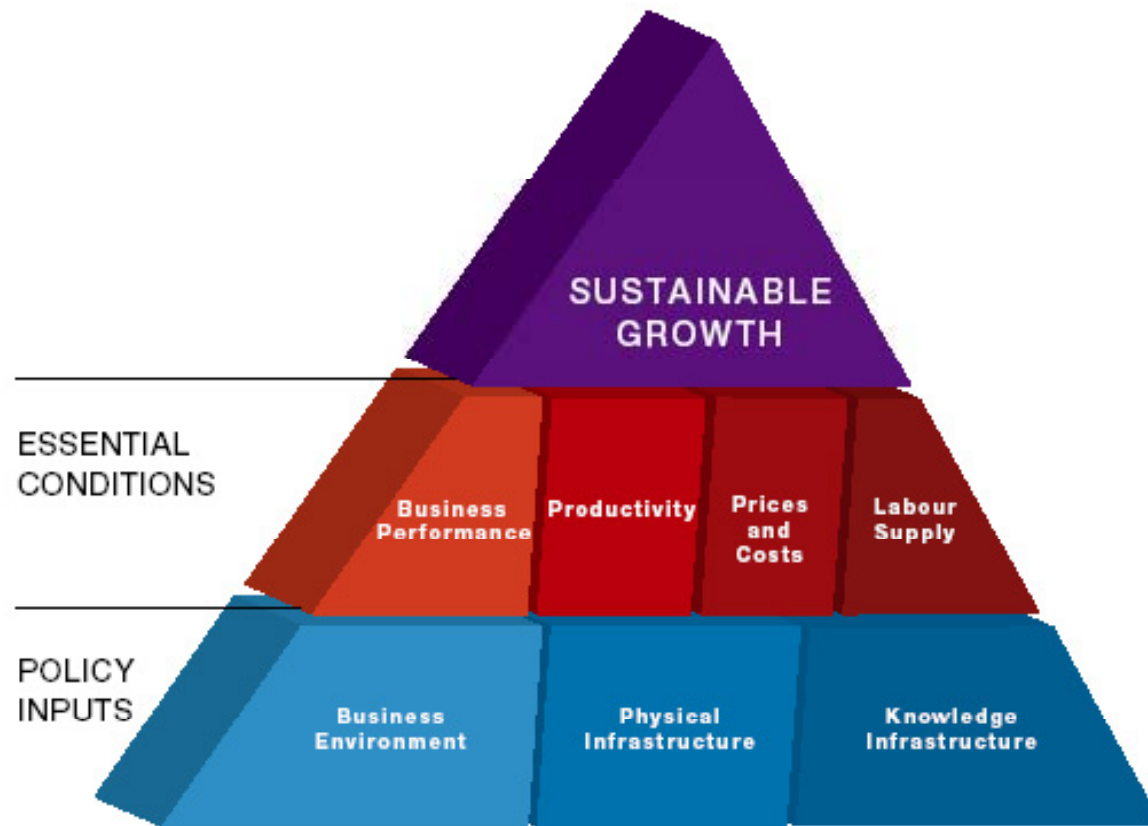 SUSTAINABLE
GROWTH
ESSENTIAL
CONDITIONS
Business
Performance
Productivity
Prices
and
Costs
Labour
Supply
POLICY
INPUTS
Business
Environment
Physical
Infrastructure
Knowledge
Infrastructure